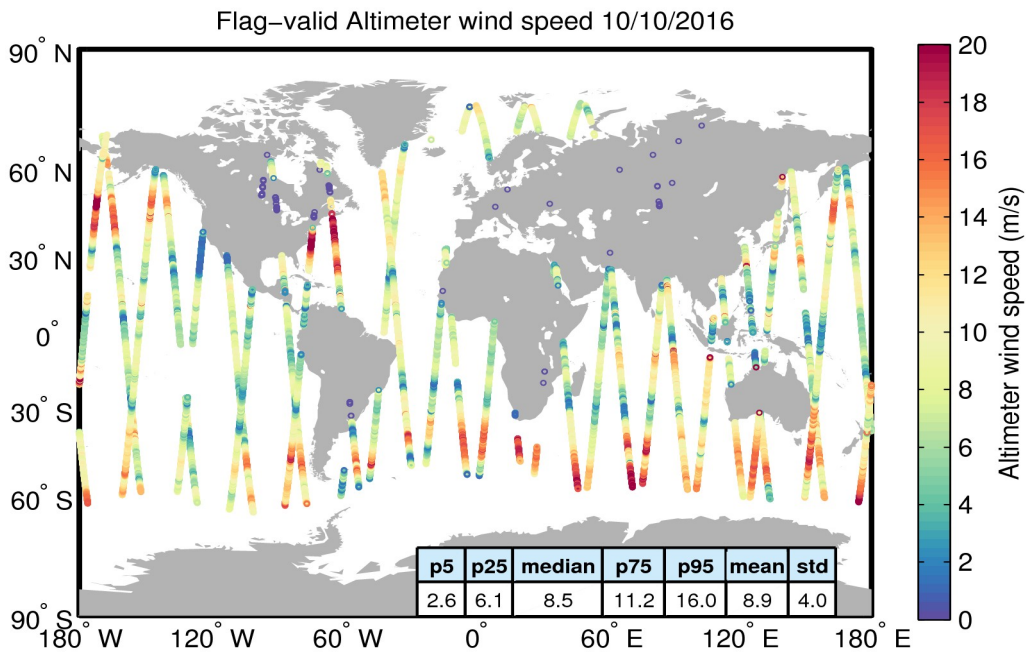 Flag−valid Altimeter wind speed 10/10/2016
90° N
60° N
30° N
0°
30° S
60° S
90° S
180° W
120° W
60° W
0°
60° E
120° E
180° E
p5 p25 median p75 p95 mean std
2.6 6.1 8.5 11.2 16.0 8.9 4.0
20
18
16
14
12
10
8
6
4
2
0
Altimeter wind speed (m/s)